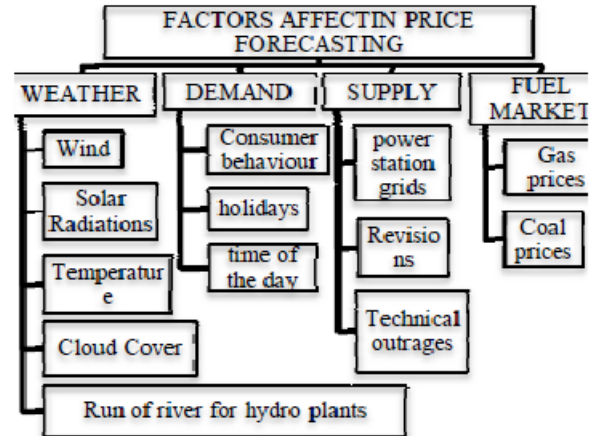 FACTORS AFFECTIN PRICE
FORECASTING
WEATHER
Wind
Solar
Radiations
Temperatur
e
Cloud Cover
Run of river for hydro plants
DEMAND
Consumer
behaviour
holidays
time of
the day
SUPPLY
power
station
grids
Revisio
ns
Technical
outrages
FUEL
MARKET
Gas
prices
Coal
prices